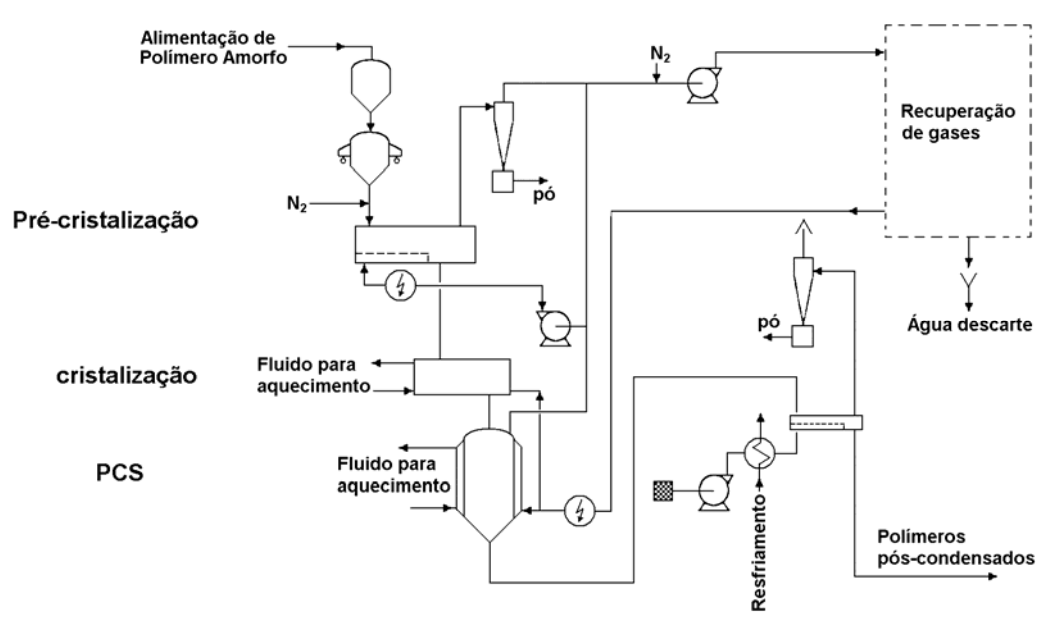 Alimentação de
Polímero Amorfo
N₂
Recuperação
de gases
pó
N₂
Pré-cristalização
Água descarte
pó
cristalização
Fluido para
aquecimento
PCS
Fluido para
aquecimento
Resfriamento
Polímeros
pós-condensados